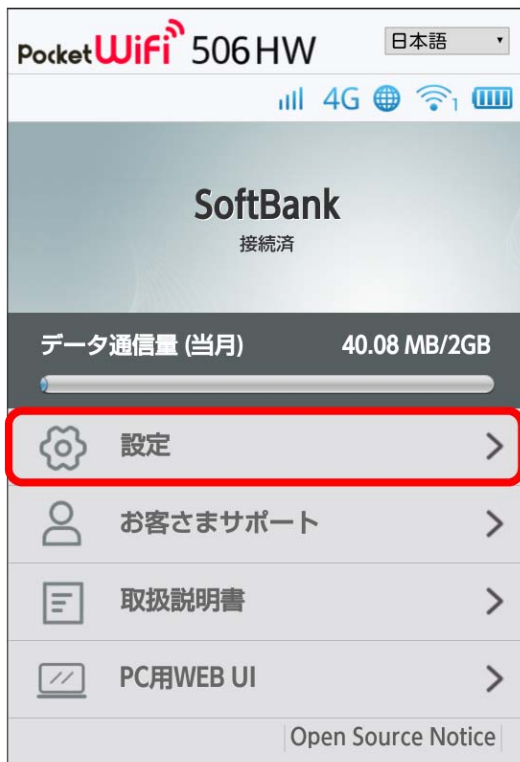 Pocket WiFi 506HW 日本語
4G 1
SoftBank
接続済
データ通信量 (当月) 40.08 MB/2GB
設定
お客さまサポート
取扱説明書
PC用WEB UI
Open Source Notice